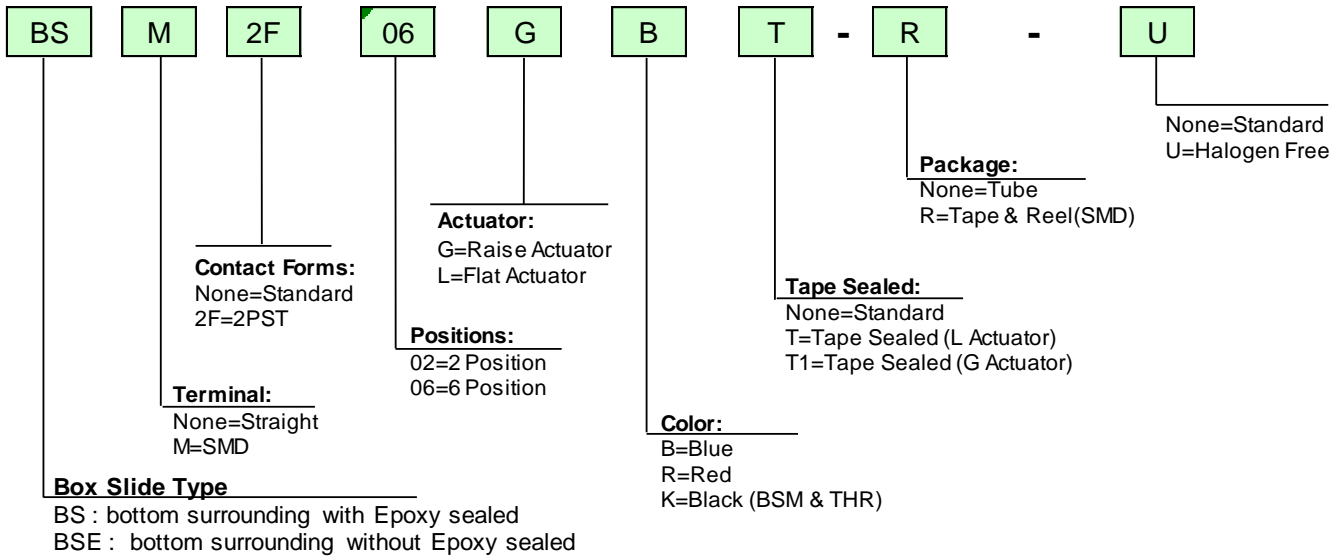 BS M 2F 06 G B T - R - U
None=Standard
U=Halogen Free
Package:
None=Tube
R=Tape & Reel(SMD)
Actuator:
G=Raise Actuator
L=Flat Actuator
Contact Forms:
None=Standard
2F=2PST
Tape Sealed:
None=Standard
T=Tape Sealed (L Actuator)
T1=Tape Sealed (G Actuator)
Positions:
02=2 Position
06=6 Position
Terminal:
None=Straight
M=SMD
Color:
B=Blue
R=Red
K=Black (BSM & THR)
Box Slide Type
BS : bottom surrounding with Epoxy sealed
BSE : bottom surrounding without Epoxy sealed